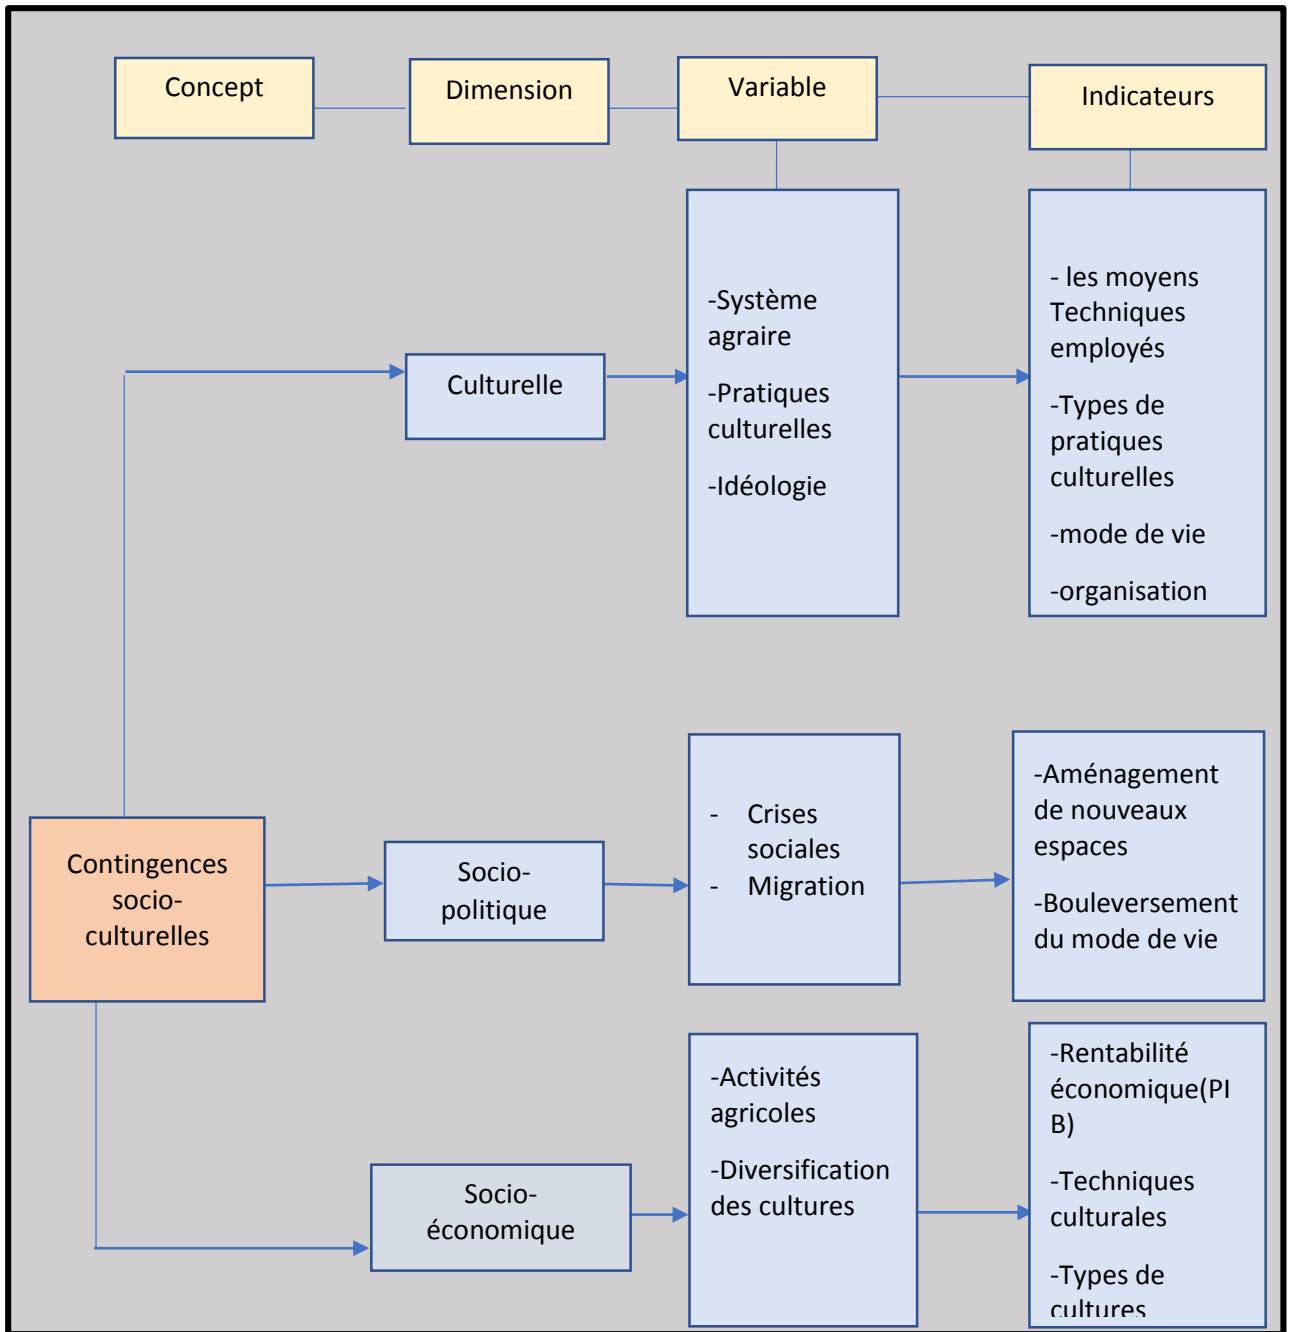 Concept
Dimension
Variable
Indicateurs
Culturelle
-Système
agraire
-Pratiques
culturelles
-Idéologie
- les moyens
Techniques
employés
-Types de
pratiques
culturelles
-mode de vie
-organisation
Contingences
socio-
culturelles
Socio-
politique
- Crises
sociales
- Migration
-Aménagement
de nouveaux
espaces
-Bouleversement
du mode de vie
Socio-
économique
-Activités
agricoles
-Diversification
des cultures
-Rentabilité
économique(PI
B)
-Techniques
culturales
-Types de
cultures